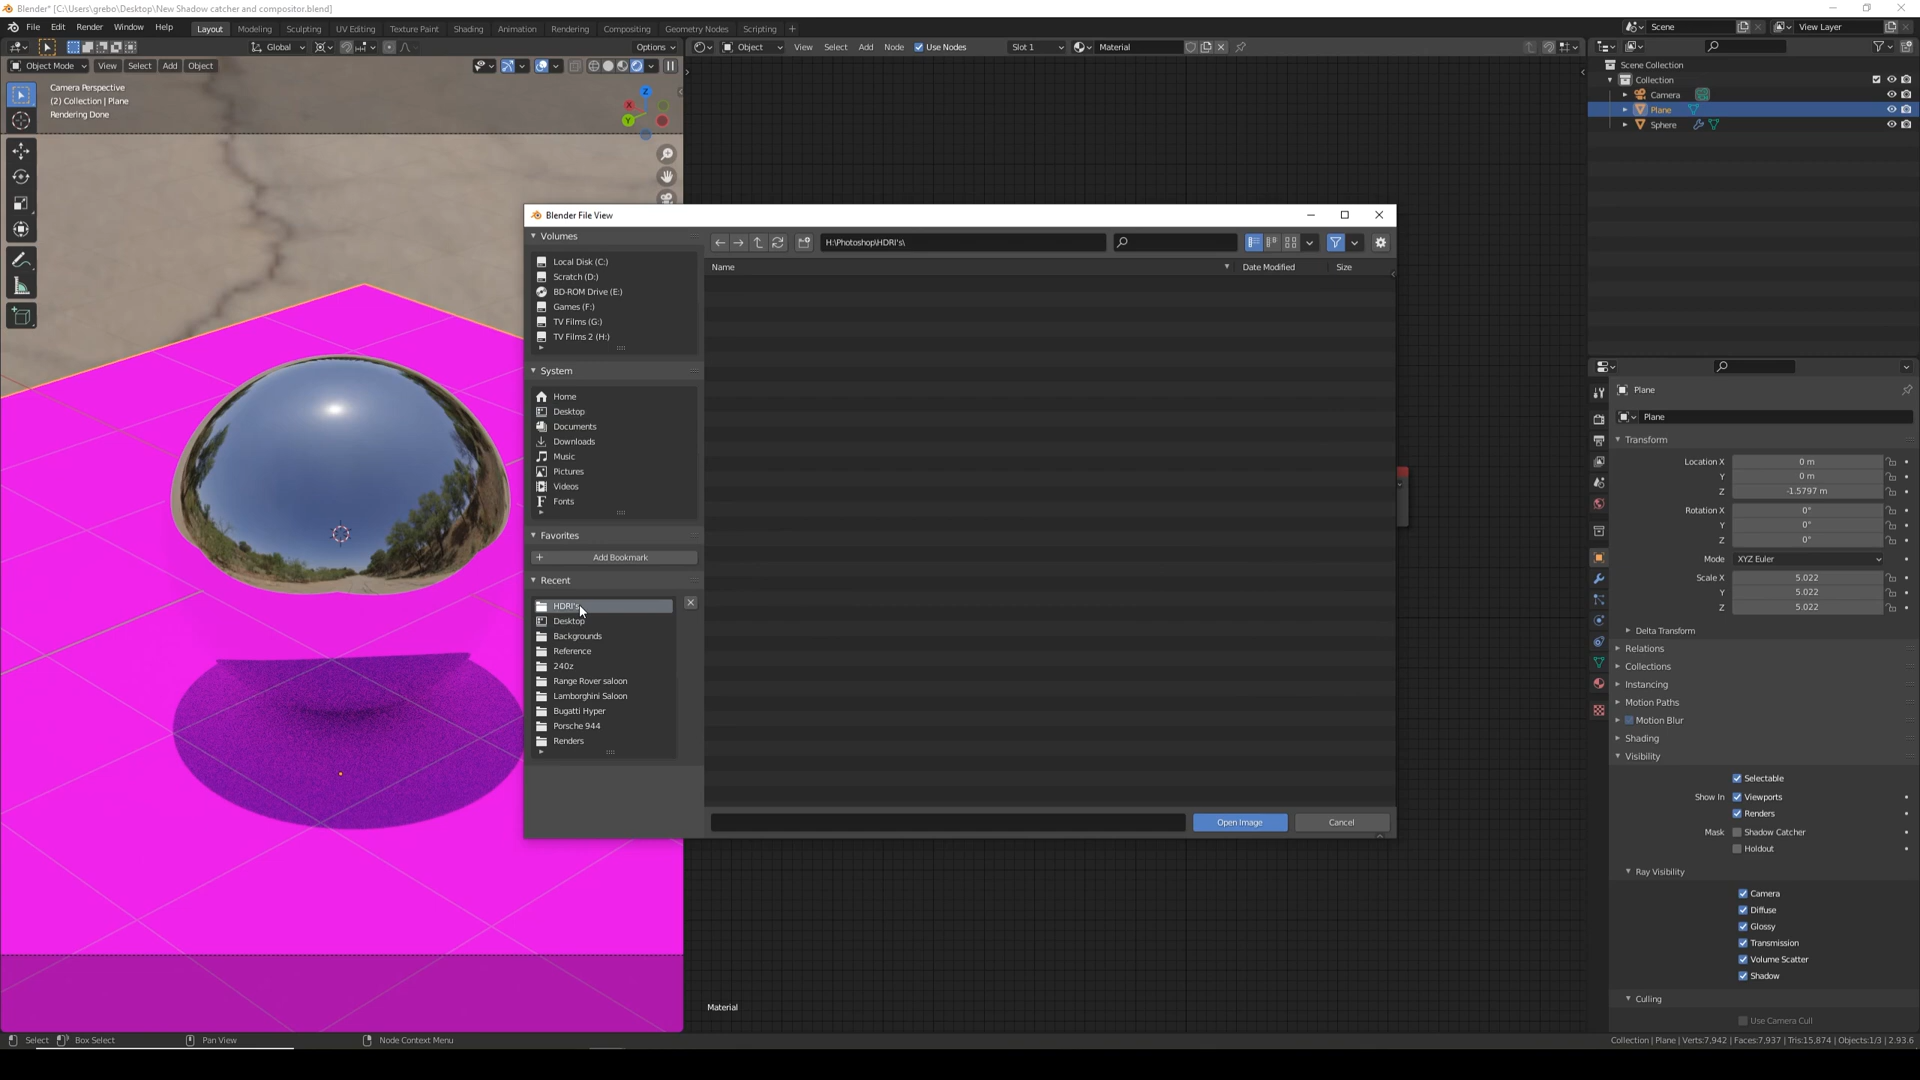 Blender* [C:\Users\grebo\Desktop\New Shadow catcher and compositor.blend]
File Edit Render Window Help Layout Modeling Sculpting UV Editing Texture Paint Shading Animation Rendering Compositing Geometry Nodes Scripting + Scene View Layer
Global Options Object View Select Add Node Use Nodes Slot 1 Material
Object Mode View Select Add Object
Camera Perspective
(2) Collection | Plane
Rendering Done
Z
X
Y
Scene Collection
Collection
Camera
Plane
Sphere
Blender File View
Volumes
Local Disk (C:)
Scratch (D:)
BD-ROM Drive (E:)
Games (F:)
TV Films (G:)
TV Films 2 (H:)
System
Home
Desktop
Documents
Downloads
Music
Pictures
Videos
Fonts
Favorites
Add Bookmark
Recent
HDRI's
Desktop
Backgrounds
Reference
240z
Range Rover saloon
Lamborghini Saloon
Bugatti Hyper
Porsche 944
Renders
H:\Photoshop\HDRI's\
Name Date Modified Size
Open Image Cancel
Material
Plane
Plane
Transform
Location X 0 m
Y 0 m
Z -1.5797 m
Rotation X 0°
Y 0°
Z 0°
Mode XYZ Euler
Scale X 5.022
Y 5.022
Z 5.022
Delta Transform
Relations
Collections
Instancing
Motion Paths
Motion Blur
Shading
Visibility
Selectable
Show In Viewports
Renders
Mask Shadow Catcher
Holdout
Ray Visibility
Camera
Diffuse
Glossy
Transmission
Volume Scatter
Shadow
Culling
Use Camera Cull
Select Box Select Pan View Node Context Menu
Collection | Plane | Verts:7,942 | Faces:7,937 | Tris:15,874 | Objects:1/3 | 2.93.6